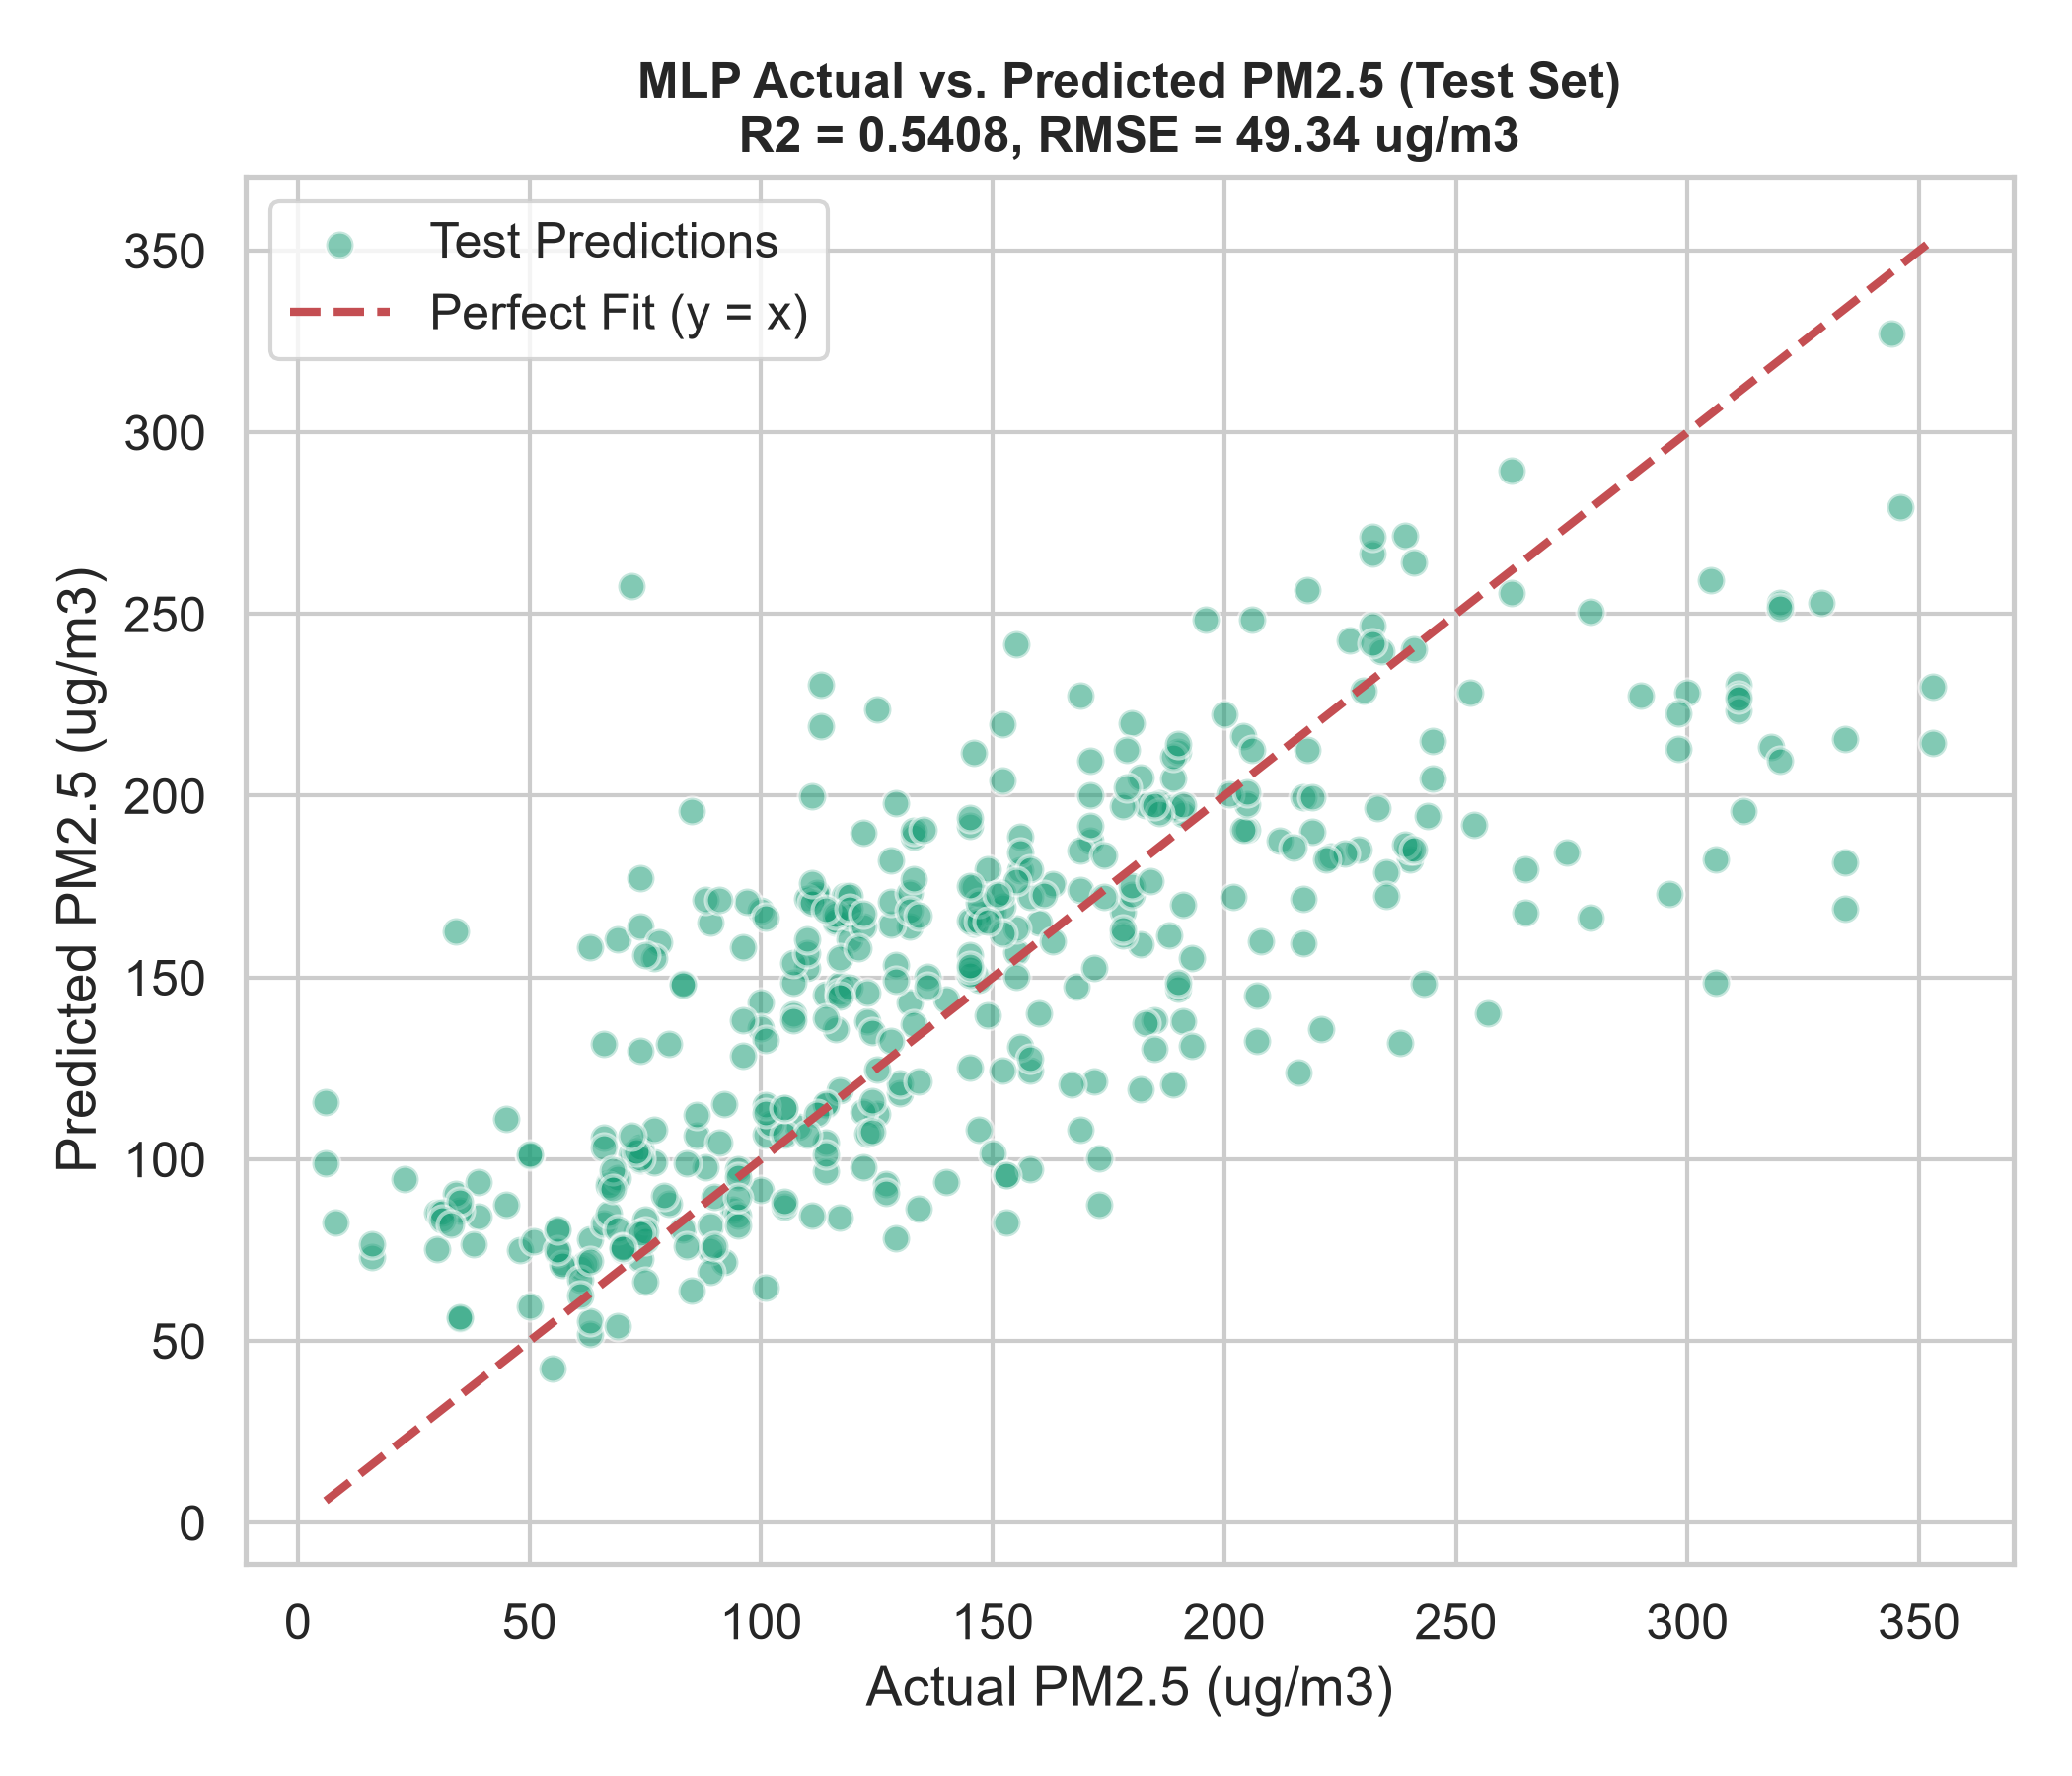 MLP Actual vs. Predicted PM2.5 (Test Set)
R2 = 0.5408, RMSE = 49.34 ug/m3
Test Predictions
Perfect Fit (y = x)
Predicted PM2.5 (ug/m3)
350
300
250
200
150
100
50
0
0 50 100 150 200 250 300 350
Actual PM2.5 (ug/m3)